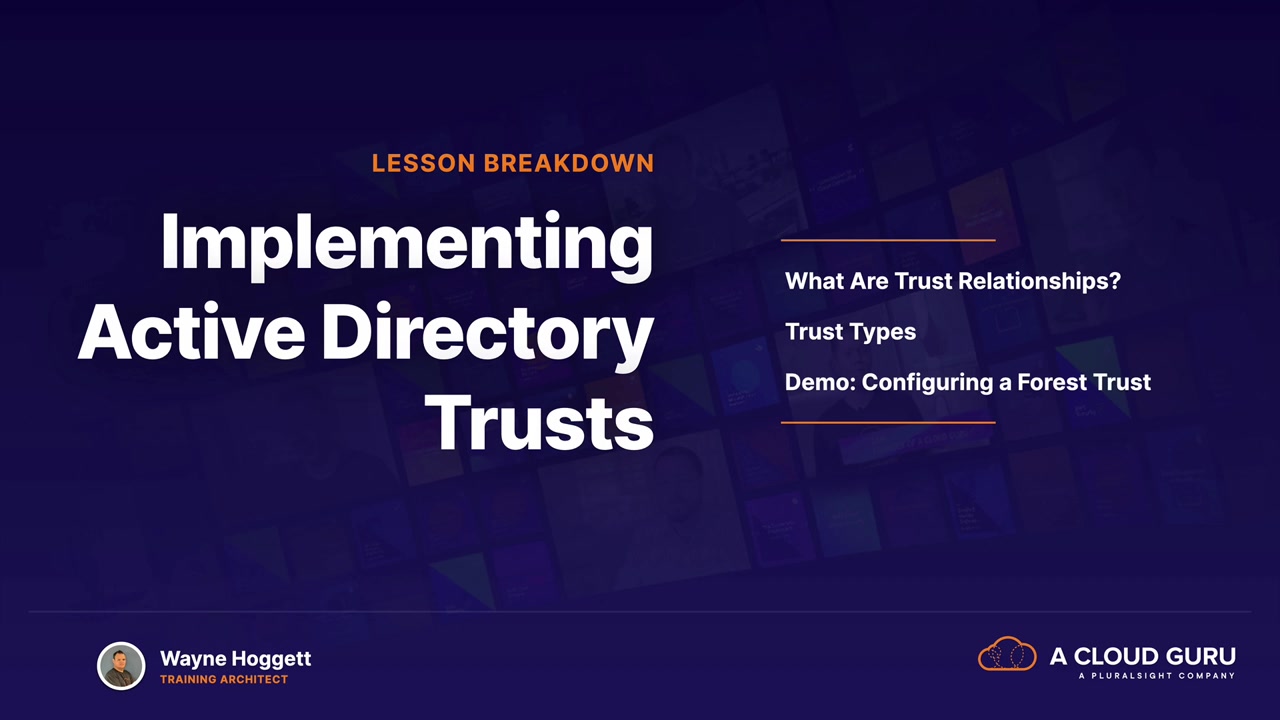 LESSON BREAKDOWN
Implementing
Active Directory
Trusts
What Are Trust Relationships?
Trust Types
Demo: Configuring a Forest Trust
Wayne Hoggett
TRAINING ARCHITECT
A CLOUD GURU
A PLURALSIGHT COMPANY